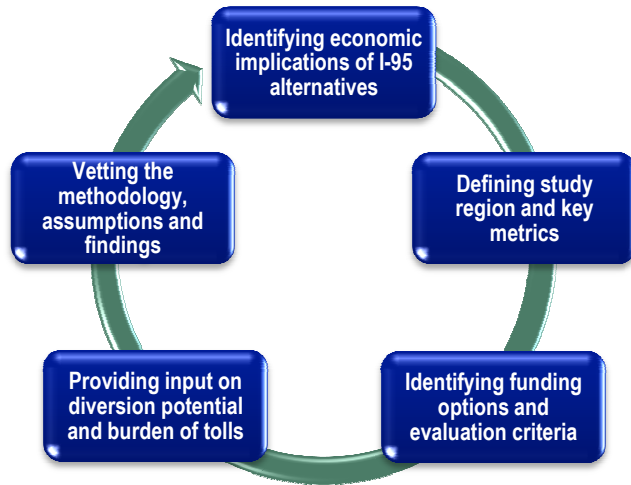 Identifying economic
implications of I-95
alternatives
Defining study
region and key
metrics
Identifying funding
options and
evaluation criteria
Providing input on
diversion potential
and burden of tolls
Vetting the
methodology,
assumptions and
findings